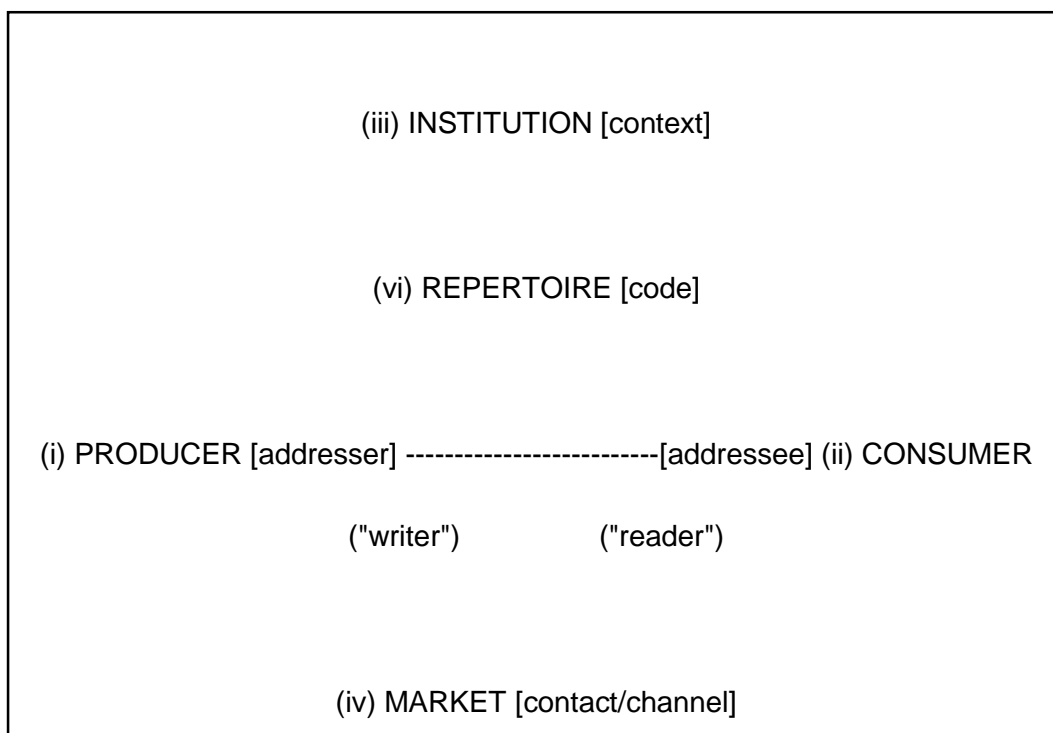 (iii) INSTITUTION [context]
(vi) REPERTOIRE [code]
(i) PRODUCER [addresser] --------------------------[addressee] (ii) CONSUMER
("writer") ("reader")
(iv) MARKET [contact/channel]